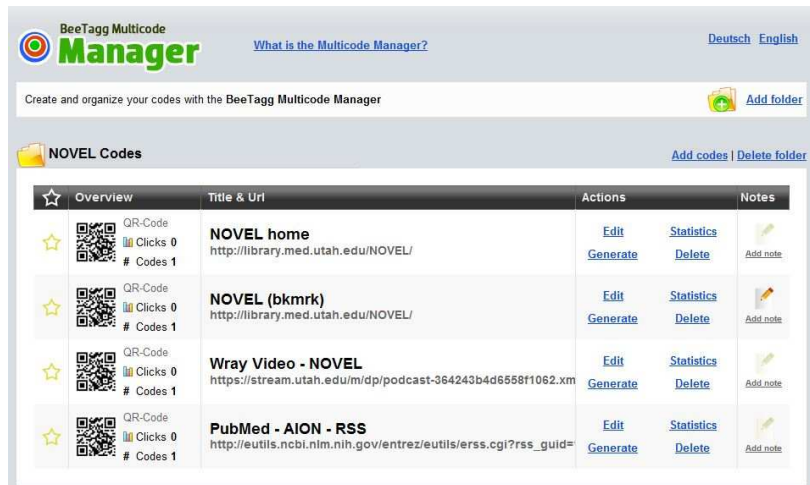 BeeTagg Multicode
Manager
What is the Multicode Manager?
Deutsch English
Create and organize your codes with the BeeTagg Multicode Manager
Add folder
NOVEL Codes
Add codes | Delete folder
Overview Title & Url Actions Notes
QR-Code
Clicks 0
# Codes 1
NOVEL home
http://library.med.utah.edu/NOVEL/
Edit Statistics
Generate Delete
Add note
QR-Code
Clicks 0
# Codes 1
NOVEL (bkmrk)
http://library.med.utah.edu/NOVEL/
Edit Statistics
Generate Delete
Add note
QR-Code
Clicks 0
# Codes 1
Wray Video - NOVEL
https://stream.utah.edu/m/dp/podcast-364243b4d6558f1062.xm
Edit Statistics
Generate Delete
Add note
QR-Code
Clicks 0
# Codes 1
PubMed - AION - RSS
http://eutils.ncbi.nlm.nih.gov/entrez/eutils/erss.cgi?rss_guid=
Edit Statistics
Generate Delete
Add note